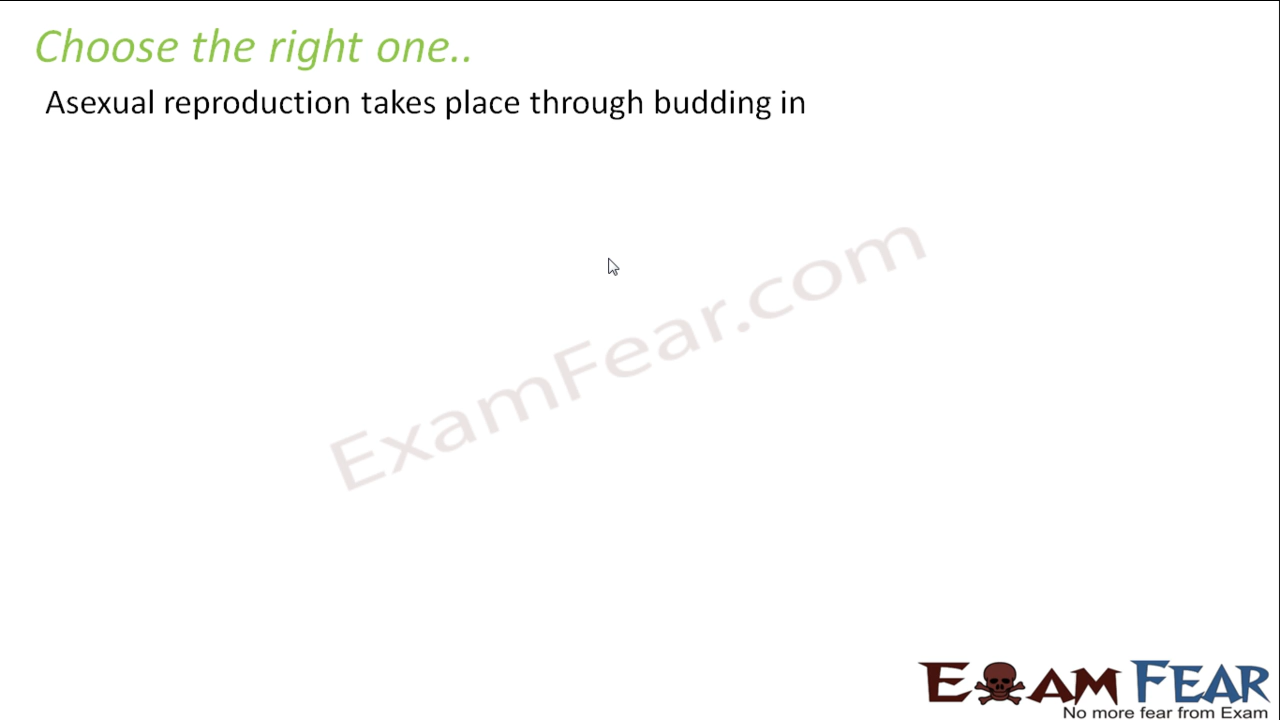 Choose the right one..
Asexual reproduction takes place through budding in
ExamFear.com
EXAM FEAR
No more fear from Exam